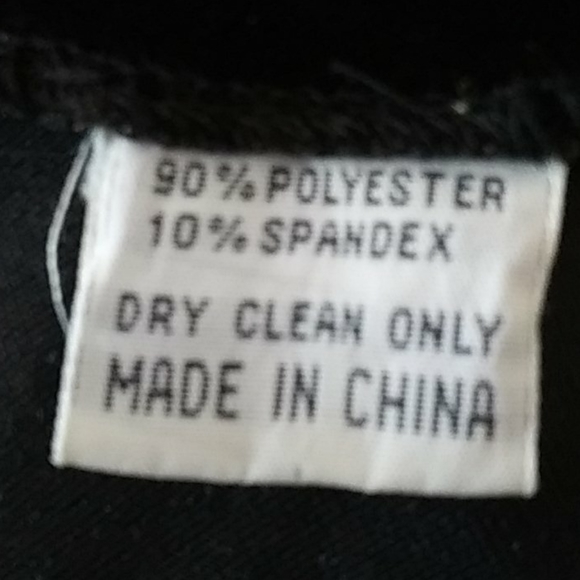 90% POLYESTER
10% SPANDEX
DRY CLEAN ONLY
MADE IN CHINA